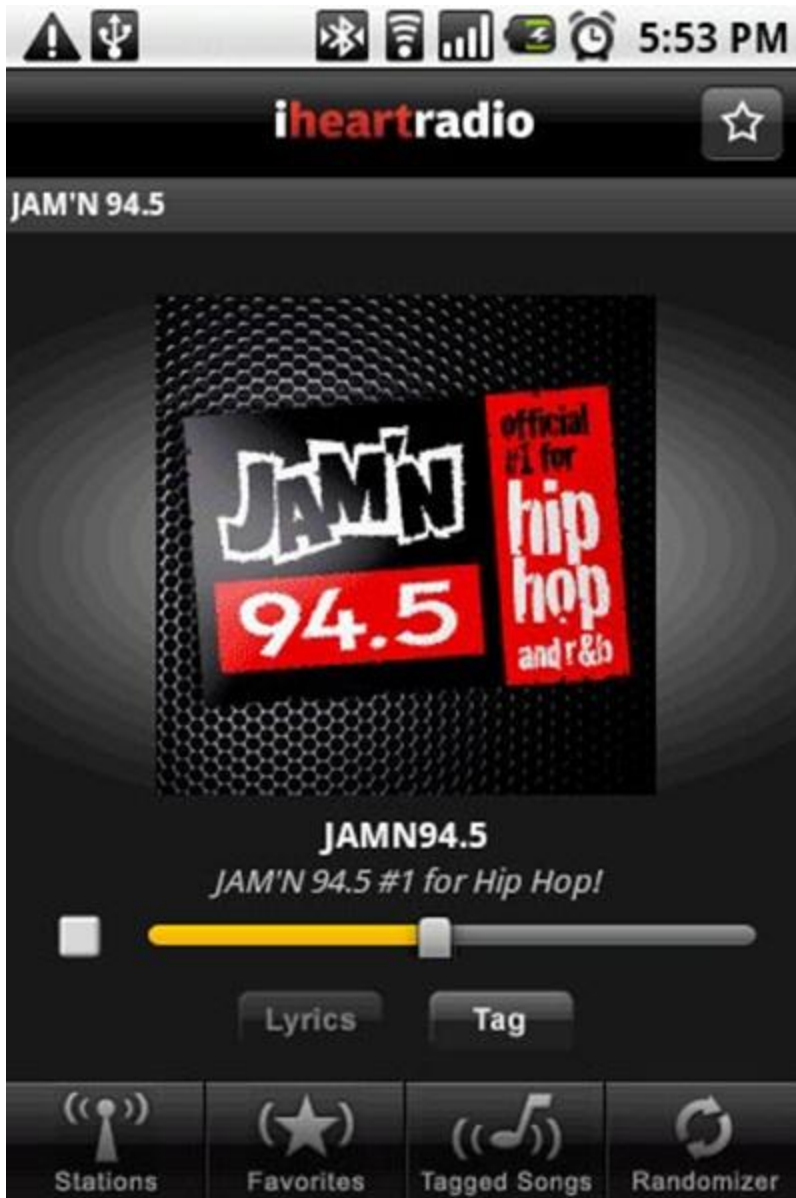 5:53 PM
iheartradio
JAM'N 94.5
JAM'N
94.5
official
#1 for
hip
hop
and r&b
JAMN94.5
JAM'N 94.5 #1 for Hip Hop!
Lyrics
Tag
Stations
Favorites
Tagged Songs
Randomizer